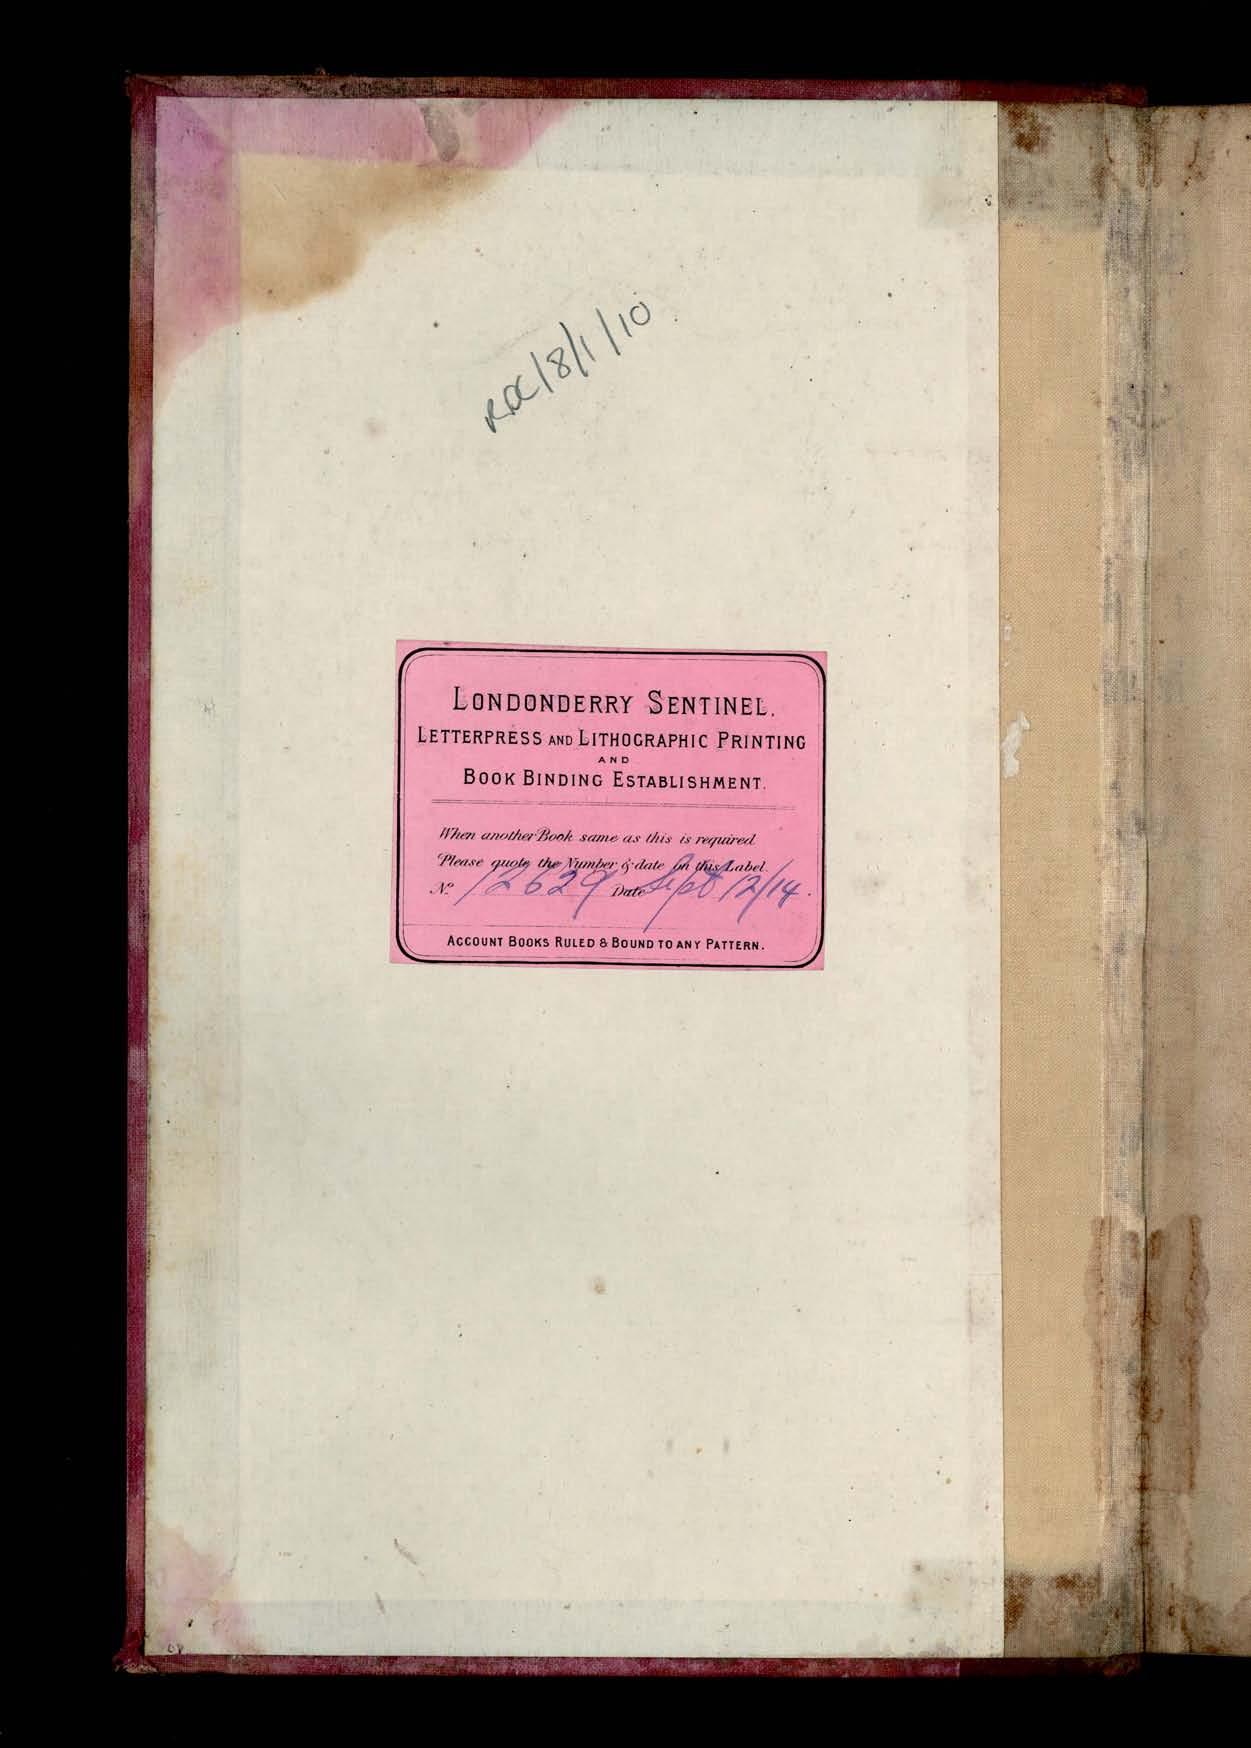 RDC/8/1/10
LONDONDERRY SENTINEL.
LETTERPRESS AND LITHOGRAPHIC PRINTING
AND
BOOK BINDING ESTABLISHMENT.
When another Book same as this is required
Please quote the Number & date on this Label.
No. 12629 Date Sept 12/14.
ACCOUNT BOOKS RULED & BOUND TO ANY PATTERN.